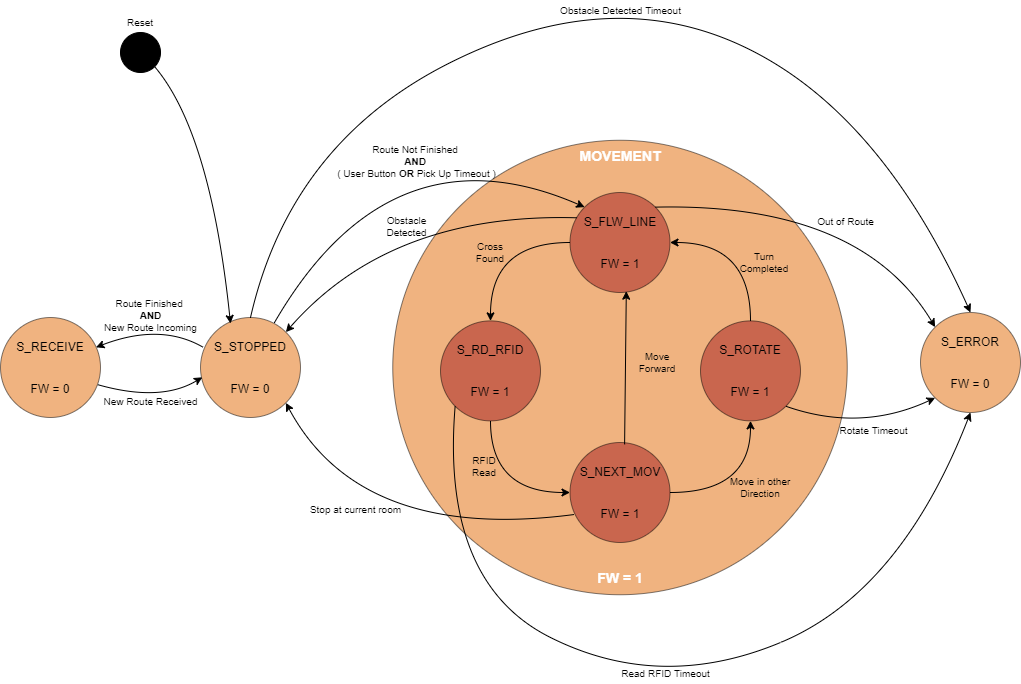 Obstacle Detected Timeout
Reset
Route Not Finished
AND
( User Button OR Pick Up Timeout )
MOVEMENT
Obstacle
Detected
S_FLW_LINE
FW = 1
Out of Route
Cross
Found
Turn
Completed
Route Finished
AND
New Route Incoming
S_RECEIVE
FW = 0
S_STOPPED
FW = 0
New Route Received
S_RD_RFID
FW = 1
Move
Forward
S_ROTATE
FW = 1
S_ERROR
FW = 0
Rotate Timeout
RFID
Read
S_NEXT_MOV
FW = 1
Move in other
Direction
Stop at current room
FW = 1
Read RFID Timeout